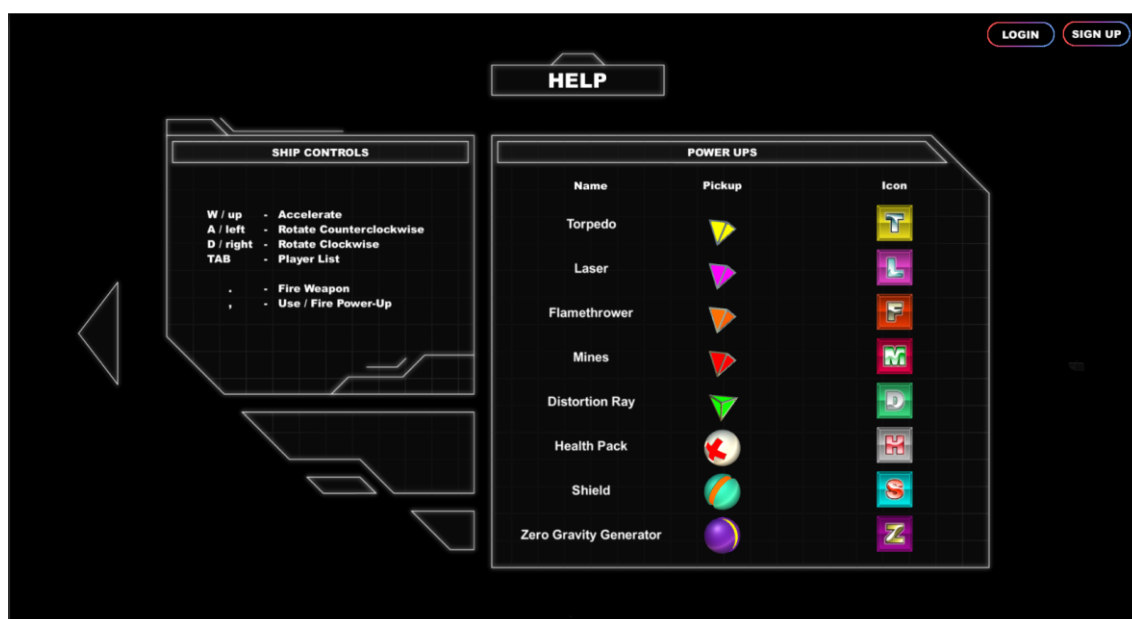 LOGIN SIGN UP
HELP
SHIP CONTROLS
W / up - Accelerate
A / left - Rotate Counterclockwise
D / right - Rotate Clockwise
TAB - Player List
. - Fire Weapon
, - Use / Fire Power-Up
POWER UPS
Name Pickup Icon
Torpedo T
Laser L
Flamethrower F
Mines M
Distortion Ray D
Health Pack H
Shield S
Zero Gravity Generator Z